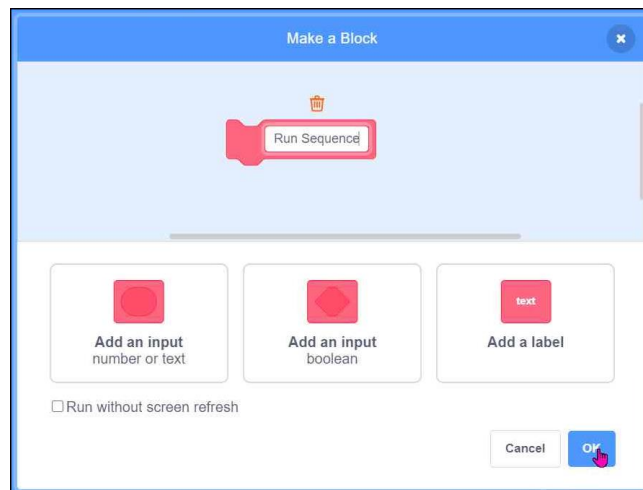 Make a Block
Run Sequence
text
Add an input
number or text
Add an input
boolean
Add a label
Run without screen refresh
Cancel
OK